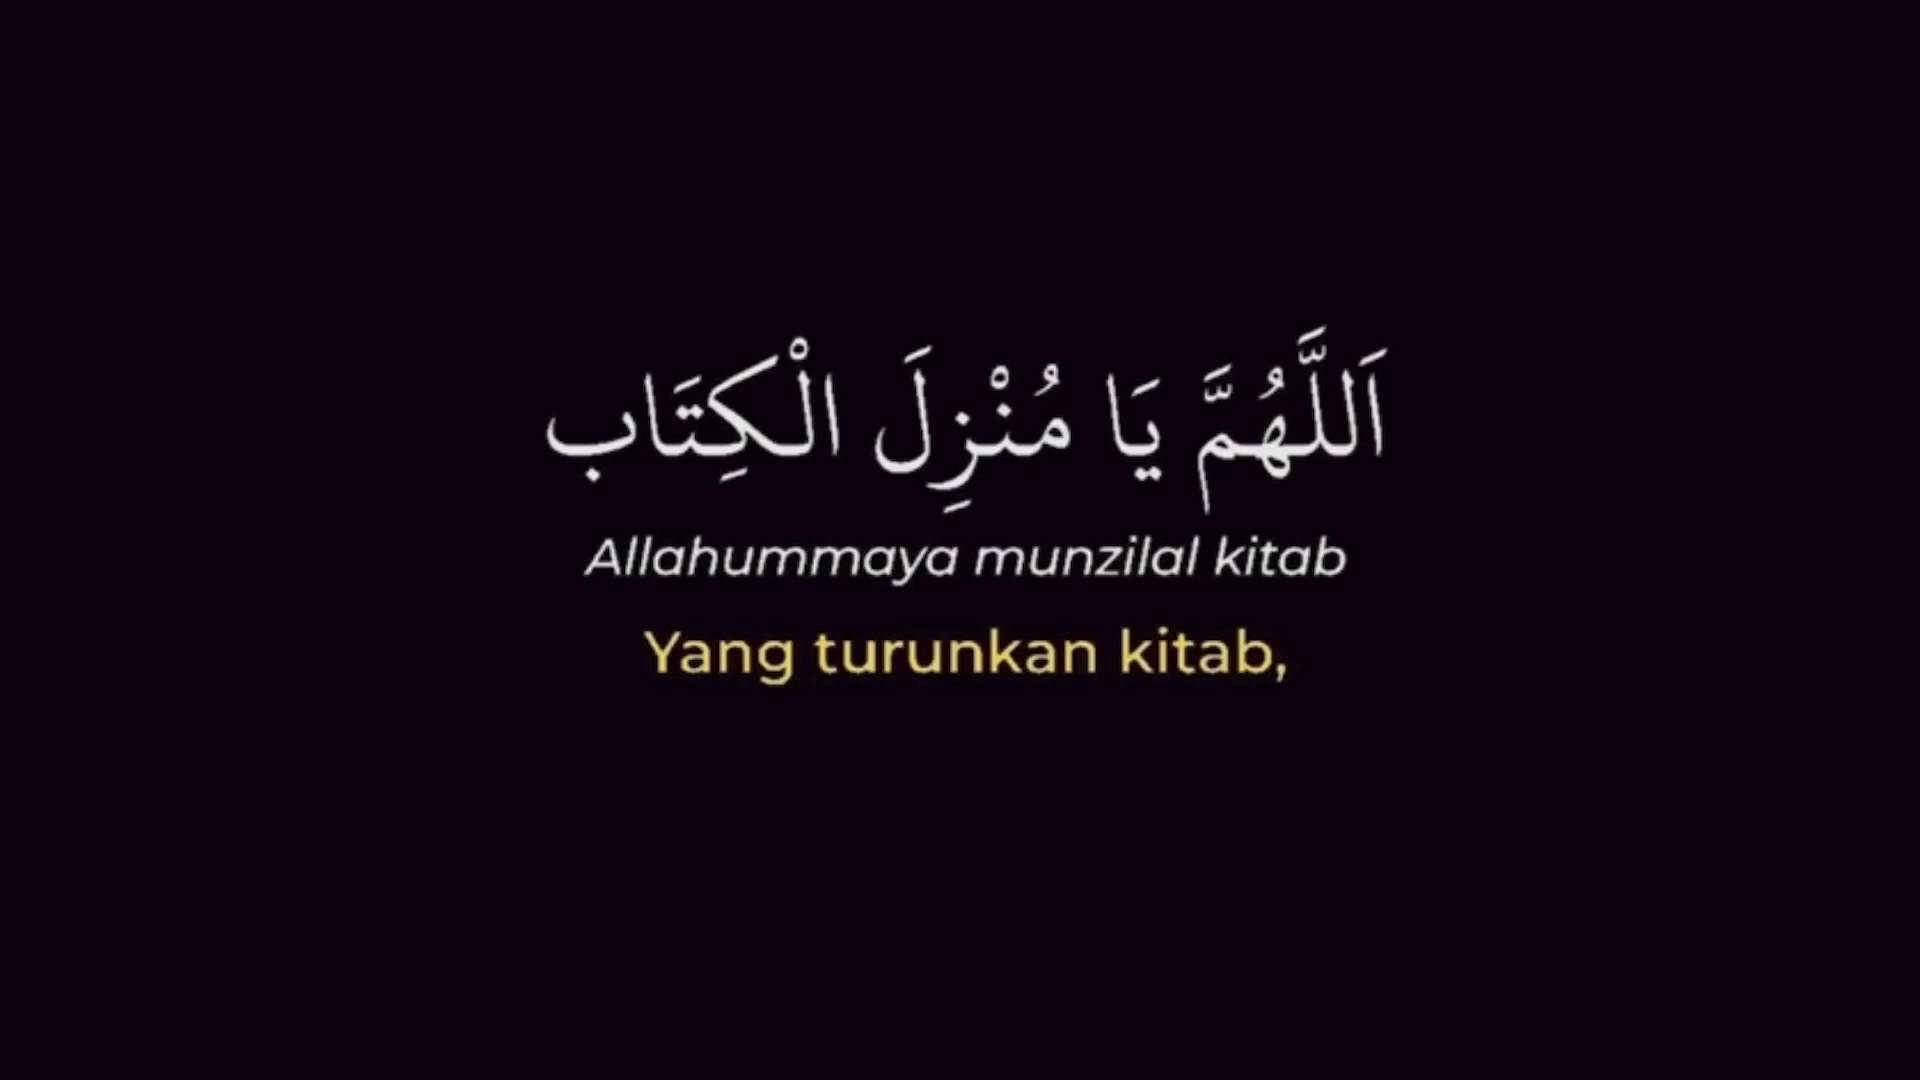 اَللَّهُمَّ يَا مُنْزِلَ الْكِتَاب
Allahummaya munzilal kitab
Yang turunkan kitab,